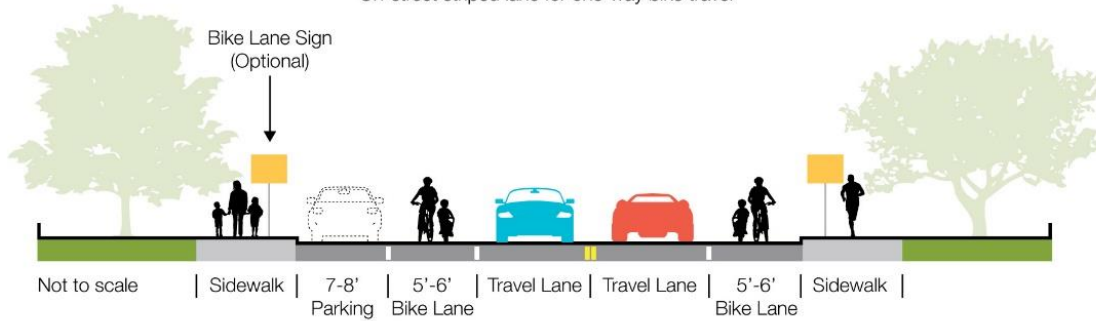 Bike Lane Sign
(Optional)
Not to scale
Sidewalk
7-8'
Parking
5'-6'
Bike Lane
Travel Lane
Travel Lane
5'-6'
Bike Lane
Sidewalk